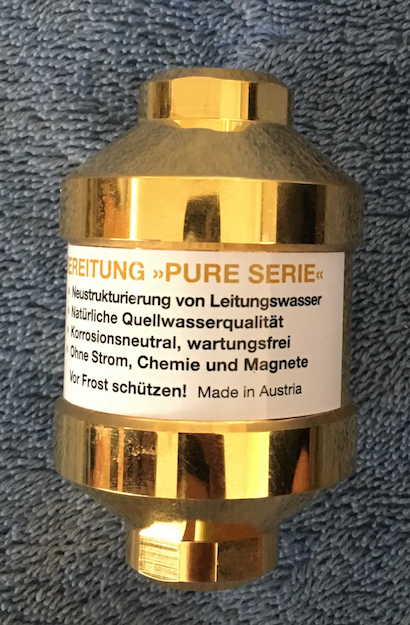 EREITUNG »PURE SERIE«
Neustrukturierung von Leitungswasser
Natürliche Quellwasserqualität
Korrosionsneutral, wartungsfrei
Ohne Strom, Chemie und Magnete
Vor Frost schützen! Made in Austria